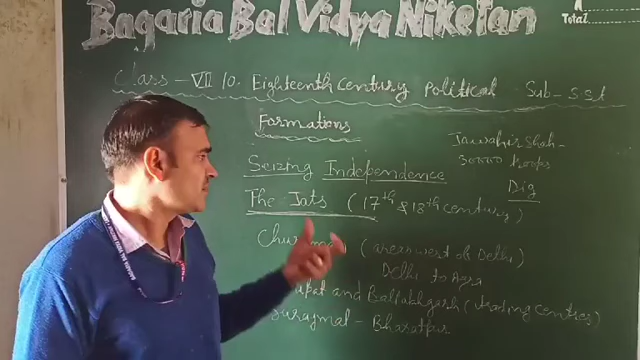 Bagaria Bal Vidya Niketan
Total
Class - VII 10. Eighteenth Century Political Sub - S.S.T
Formations
Jawahir Shah -
30000 troops
Seizing Independence
Dig
The Jats (17th & 18th century)
(areas west of Delhi)
Delhi to Agra
and Ballabhgarh (trading centres)
Surajmal - Bharatpur